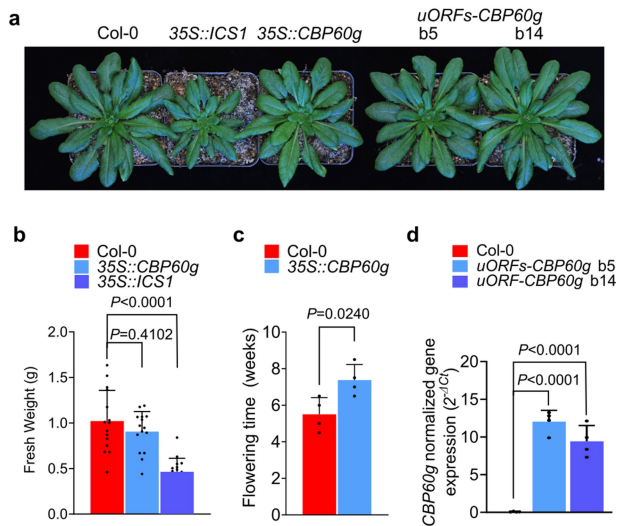 a
Col-0 35S::ICS1 35S::CBP60g uORFs-CBP60g
b5 b14
b
Col-0
35S::CBP60g
35S::ICS1
P<0.0001
P=0.4102
Fresh Weight (g)
2.0
1.5
1.0
0.5
0.0
c
Col-0
35S::CBP60g
P=0.0240
Flowering time (weeks)
10
8
6
4
2
0
d
Col-0
uORFs-CBP60g b5
uORF-CBP60g b14
P<0.0001
P<0.0001
CBP60g normalized gene
expression (2^-ΔCt)
20
15
10
5
0